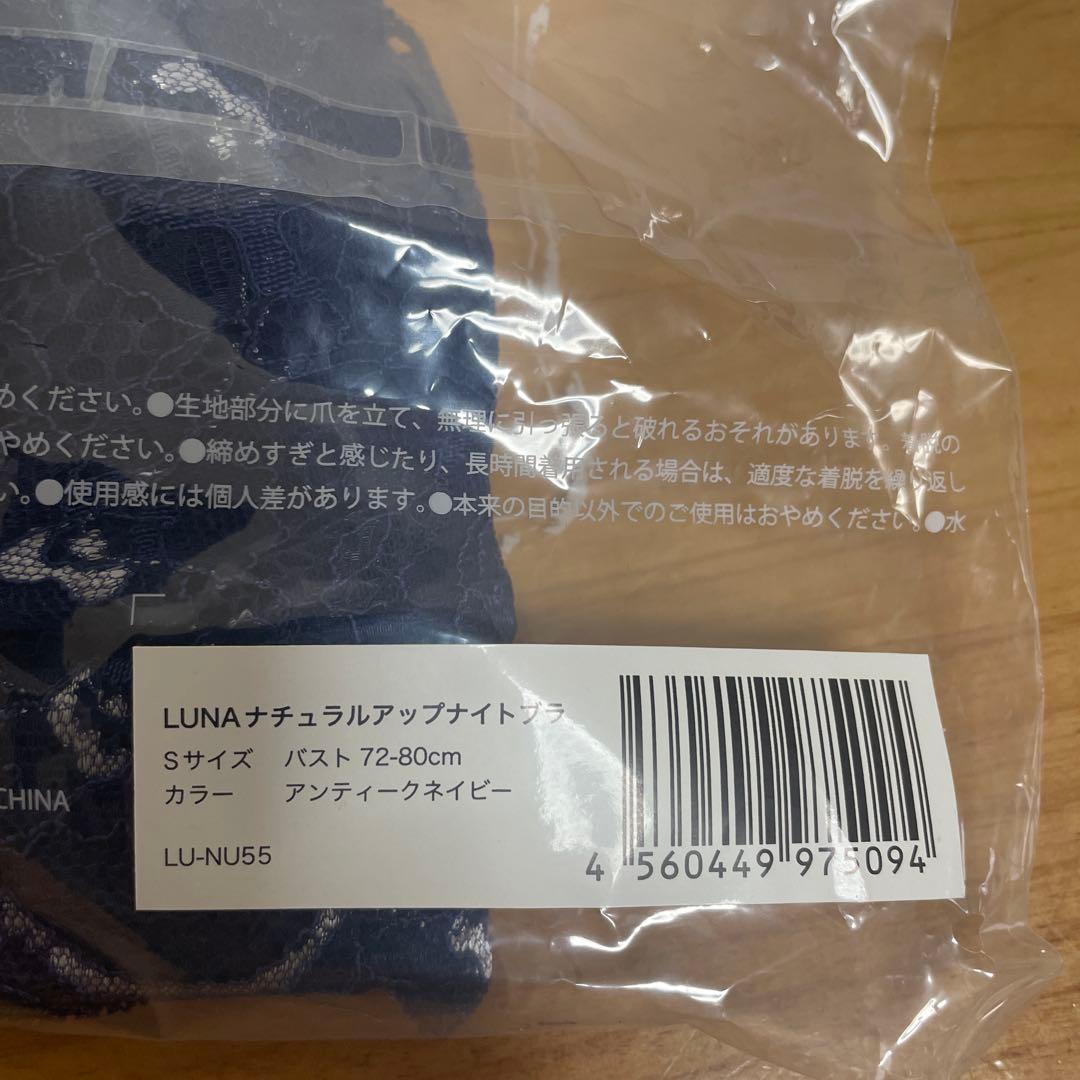 めください。●生地部分に爪を立て、無理に引っ張ると破れるおそれがあります。着脱の
やめください。●締めすぎと感じたり、長時間着用される場合は、適度な着脱を繰り返し
い。●使用感には個人差があります。●本来の目的以外でのご使用はおやめください。●水
LUNAナチュラルアップナイトブラ
Sサイズ バスト 72-80cm
カラー アンティークネイビー
CHINA
LU-NU55
4 560449 975094